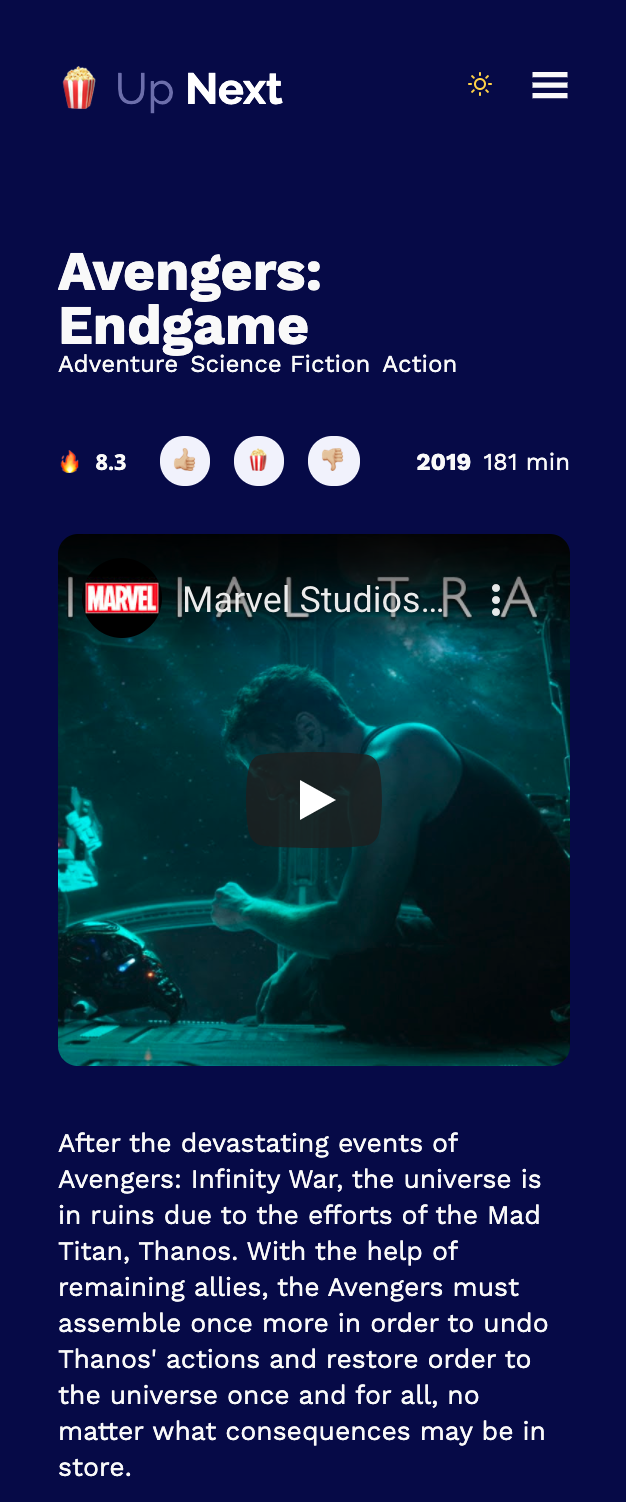 Up Next
Avengers:
Endgame
Adventure Science Fiction Action
8.3
2019 181 min
MARVEL
Marvel Studios…
After the devastating events of
Avengers: Infinity War, the universe is
in ruins due to the efforts of the Mad
Titan, Thanos. With the help of
remaining allies, the Avengers must
assemble once more in order to undo
Thanos' actions and restore order to
the universe once and for all, no
matter what consequences may be in
store.